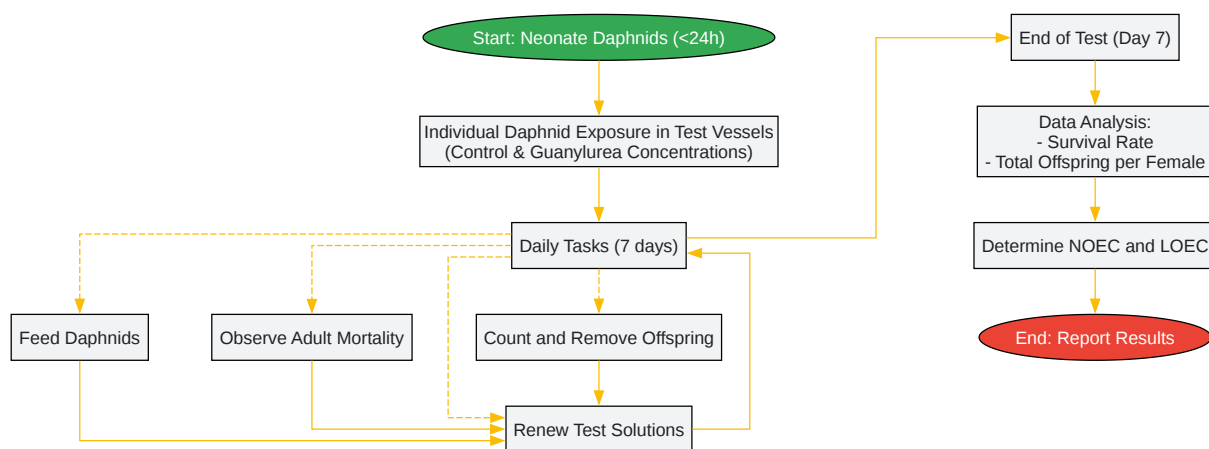 Start: Neonate Daphnids (<24h)
Individual Daphnid Exposure in Test Vessels
(Control & Guanylurea Concentrations)
Daily Tasks (7 days)
Feed Daphnids
Observe Adult Mortality
Count and Remove Offspring
Renew Test Solutions
End of Test (Day 7)
Data Analysis:
- Survival Rate
- Total Offspring per Female
Determine NOEC and LOEC
End: Report Results